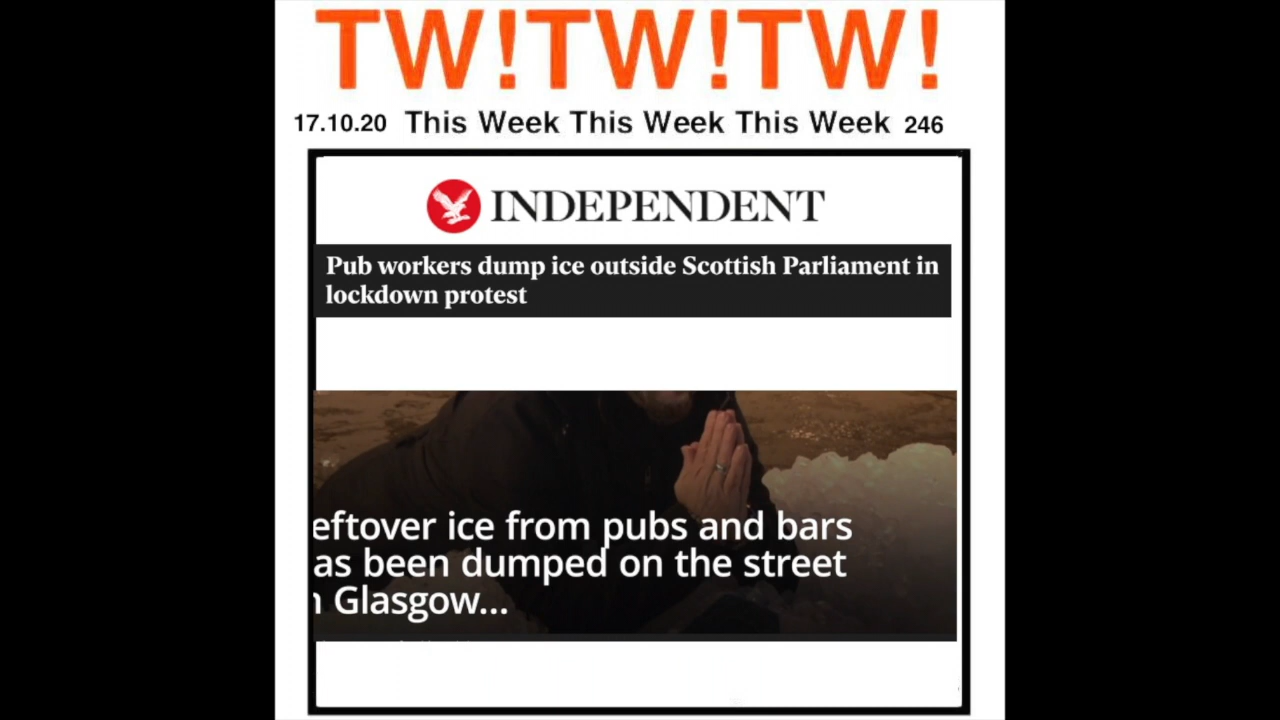 TW!TW!TW!
17.10.20 This Week This Week This Week 246
INDEPENDENT
Pub workers dump ice outside Scottish Parliament in
lockdown protest
eftover ice from pubs and bars
as been dumped on the street
n Glasgow...